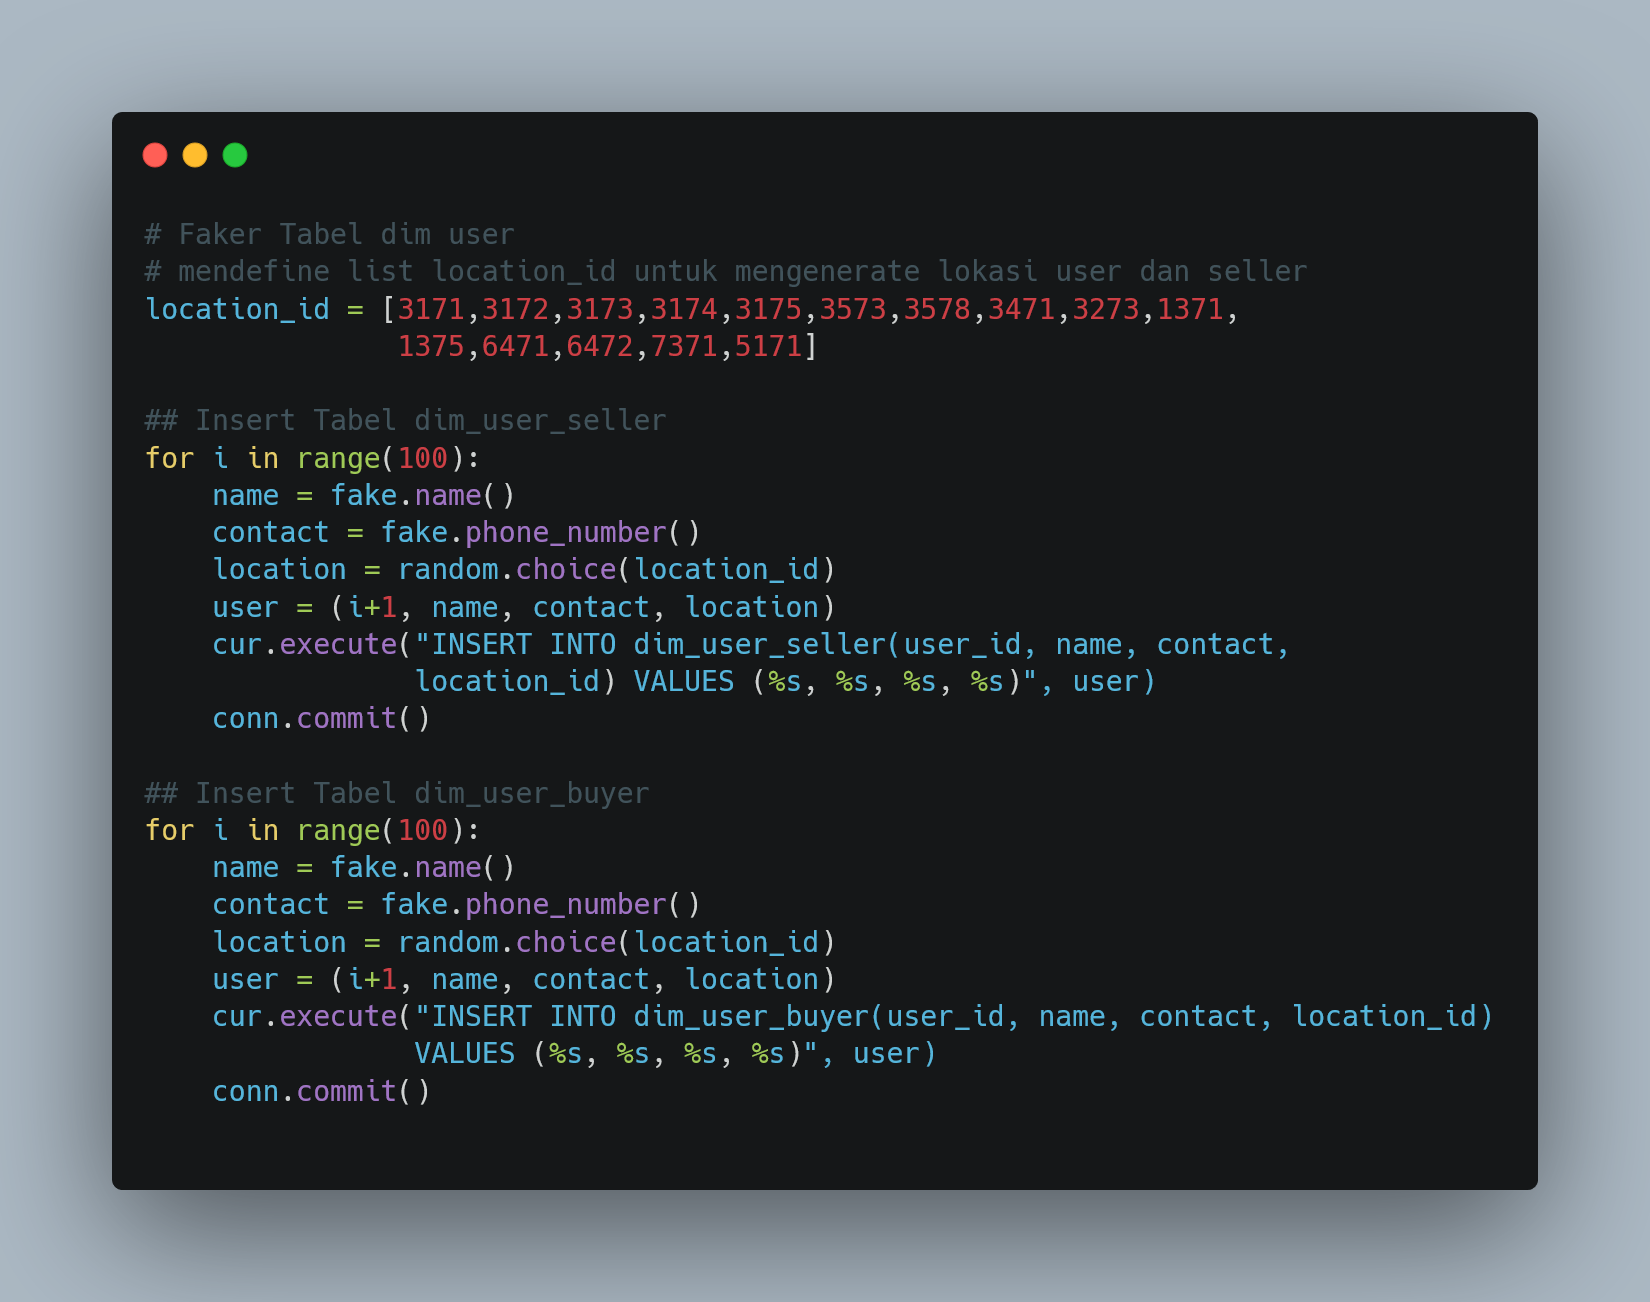 # Faker Tabel dim user
# mendefine list location_id untuk mengenerate lokasi user dan seller
location_id = [3171,3172,3173,3174,3175,3573,3578,3471,3273,1371,
               1375,6471,6472,7371,5171]
## Insert Tabel dim_user_seller
for i in range(100):
    name = fake.name()
    contact = fake.phone_number()
    location = random.choice(location_id)
    user = (i+1, name, contact, location)
    cur.execute("INSERT INTO dim_user_seller(user_id, name, contact,
                location_id) VALUES (%s, %s, %s, %s)", user)
    conn.commit()
## Insert Tabel dim_user_buyer
for i in range(100):
    name = fake.name()
    contact = fake.phone_number()
    location = random.choice(location_id)
    user = (i+1, name, contact, location)
    cur.execute("INSERT INTO dim_user_buyer(user_id, name, contact, location_id)
                VALUES (%s, %s, %s, %s)", user)
    conn.commit()